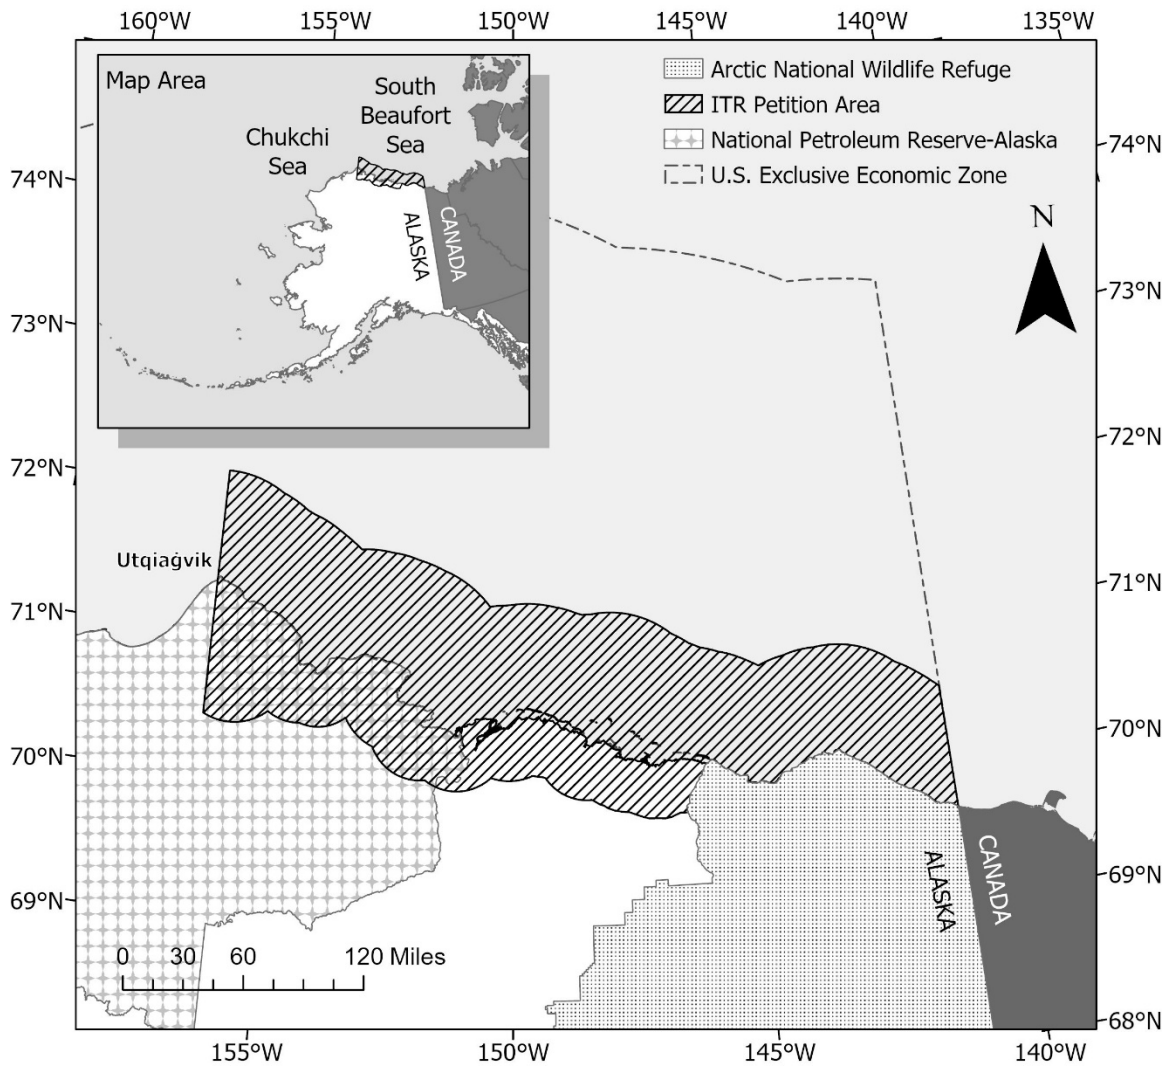 160°W 155°W 150°W 145°W 140°W 135°W
Map Area
South
Beaufort
Sea
Chukchi
Sea
ALASKA
CANADA
Arctic National Wildlife Refuge
ITR Petition Area
National Petroleum Reserve-Alaska
U.S. Exclusive Economic Zone
N
74°N
73°N
72°N
71°N
70°N
69°N
74°N
73°N
72°N
71°N
70°N
69°N
68°N
Utqiaġvik
ALASKA
CANADA
0 30 60 120 Miles
155°W 150°W 145°W 140°W